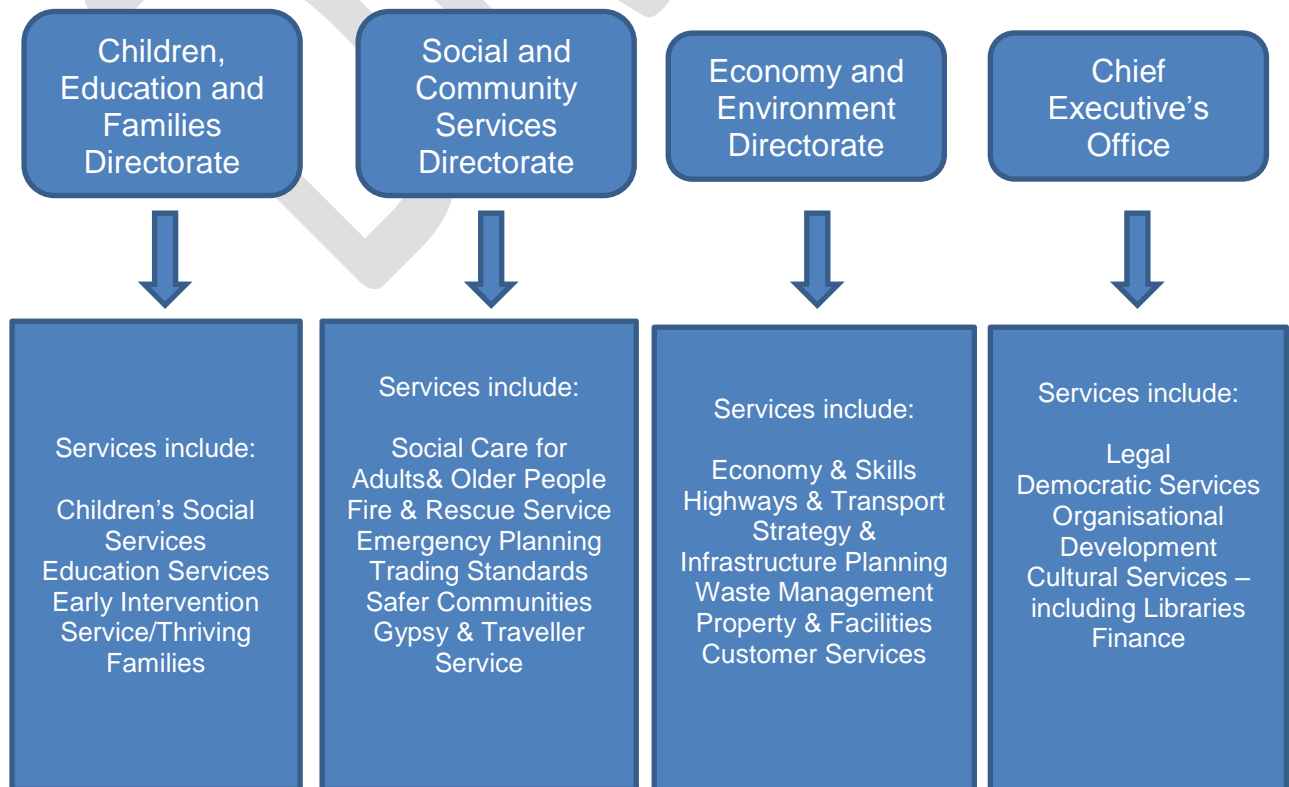 Children,
Education and
Families
Directorate
Social and
Community
Services
Directorate
Economy and
Environment
Directorate
Chief
Executive’s
Office
Services include:
Children’s Social
Services
Education Services
Early Intervention
Service/Thriving
Families
Services include:
Social Care for
Adults& Older People
Fire & Rescue Service
Emergency Planning
Trading Standards
Safer Communities
Gypsy & Traveller
Service
Services include:
Economy & Skills
Highways & Transport
Strategy &
Infrastructure Planning
Waste Management
Property & Facilities
Customer Services
Services include:
Legal
Democratic Services
Organisational
Development
Cultural Services –
including Libraries
Finance